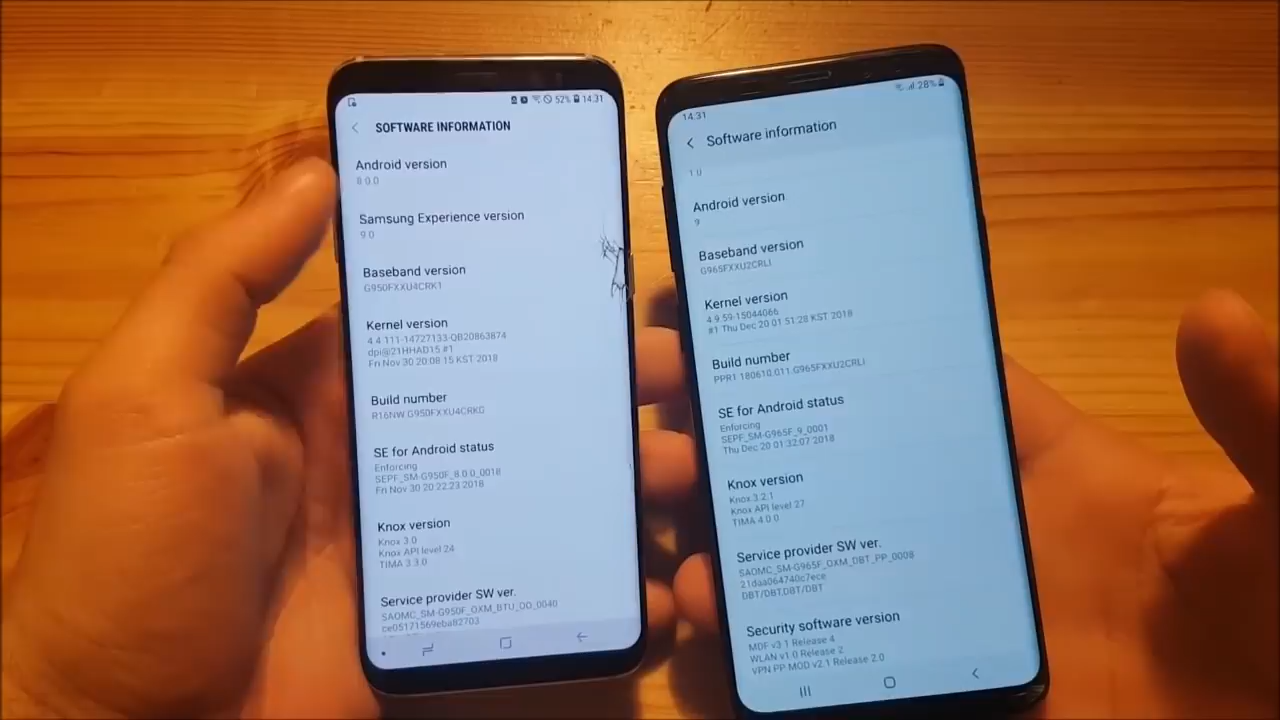 52% 14:31
SOFTWARE INFORMATION
Android version
8.0.0
Samsung Experience version
9.0
Baseband version
G950FXXU4CRK1
Kernel version
4.4.111-14727133-QB20863874
dpi@21HHAD15 #1
Fri Nov 30 20:08:15 KST 2018
Build number
R16NW.G950FXXU4CRKG
SE for Android status
Enforcing
SEPF_SM-G950F_8.0.0_0018
Fri Nov 30 20:22:23 2018
Knox version
Knox 3.0
Knox API level 24
TIMA 3.3.0
Service provider SW ver.
SAOMC_SM-G950F_OXM_BTU_OO_0040
ce05171569eba82703
14:31 28%
Software information
Android version
9
Baseband version
G965FXXU2CRLI
Kernel version
4.9.59-15044066
#1 Thu Dec 20 01:51:28 KST 2018
Build number
PPR1.180610.011.G965FXXU2CRLI
SE for Android status
Enforcing
SEPF_SM-G965F_9_0001
Thu Dec 20 01:32:07 2018
Knox version
Knox 3.2.1
Knox API level 27
TIMA 4.0.0
Service provider SW ver.
SAOMC_SM-G965F_OXM_DBT_PP_0008
21daa064740c7ece
DBT/DBT,DBT/DBT
Security software version
MDF v3.1 Release 4
WLAN v1.0 Release 2
VPN PP-MOD v2.1 Release 2.0